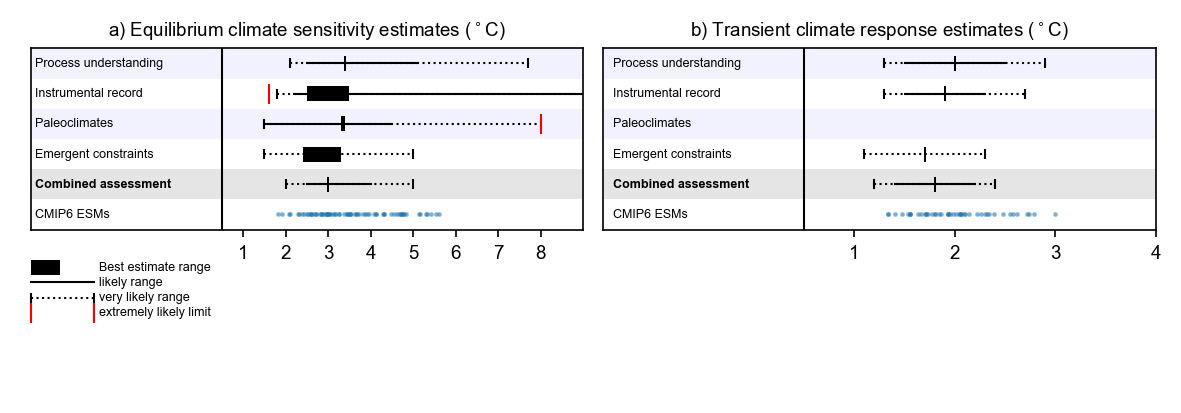 a) Equilibrium climate sensitivity estimates (°C)
Process understanding
Instrumental record
Paleoclimates
Emergent constraints
Combined assessment
CMIP6 ESMs
1 2 3 4 5 6 7 8
Best estimate range
likely range
very likely range
extremely likely limit
b) Transient climate response estimates (°C)
Process understanding
Instrumental record
Paleoclimates
Emergent constraints
Combined assessment
CMIP6 ESMs
1 2 3 4